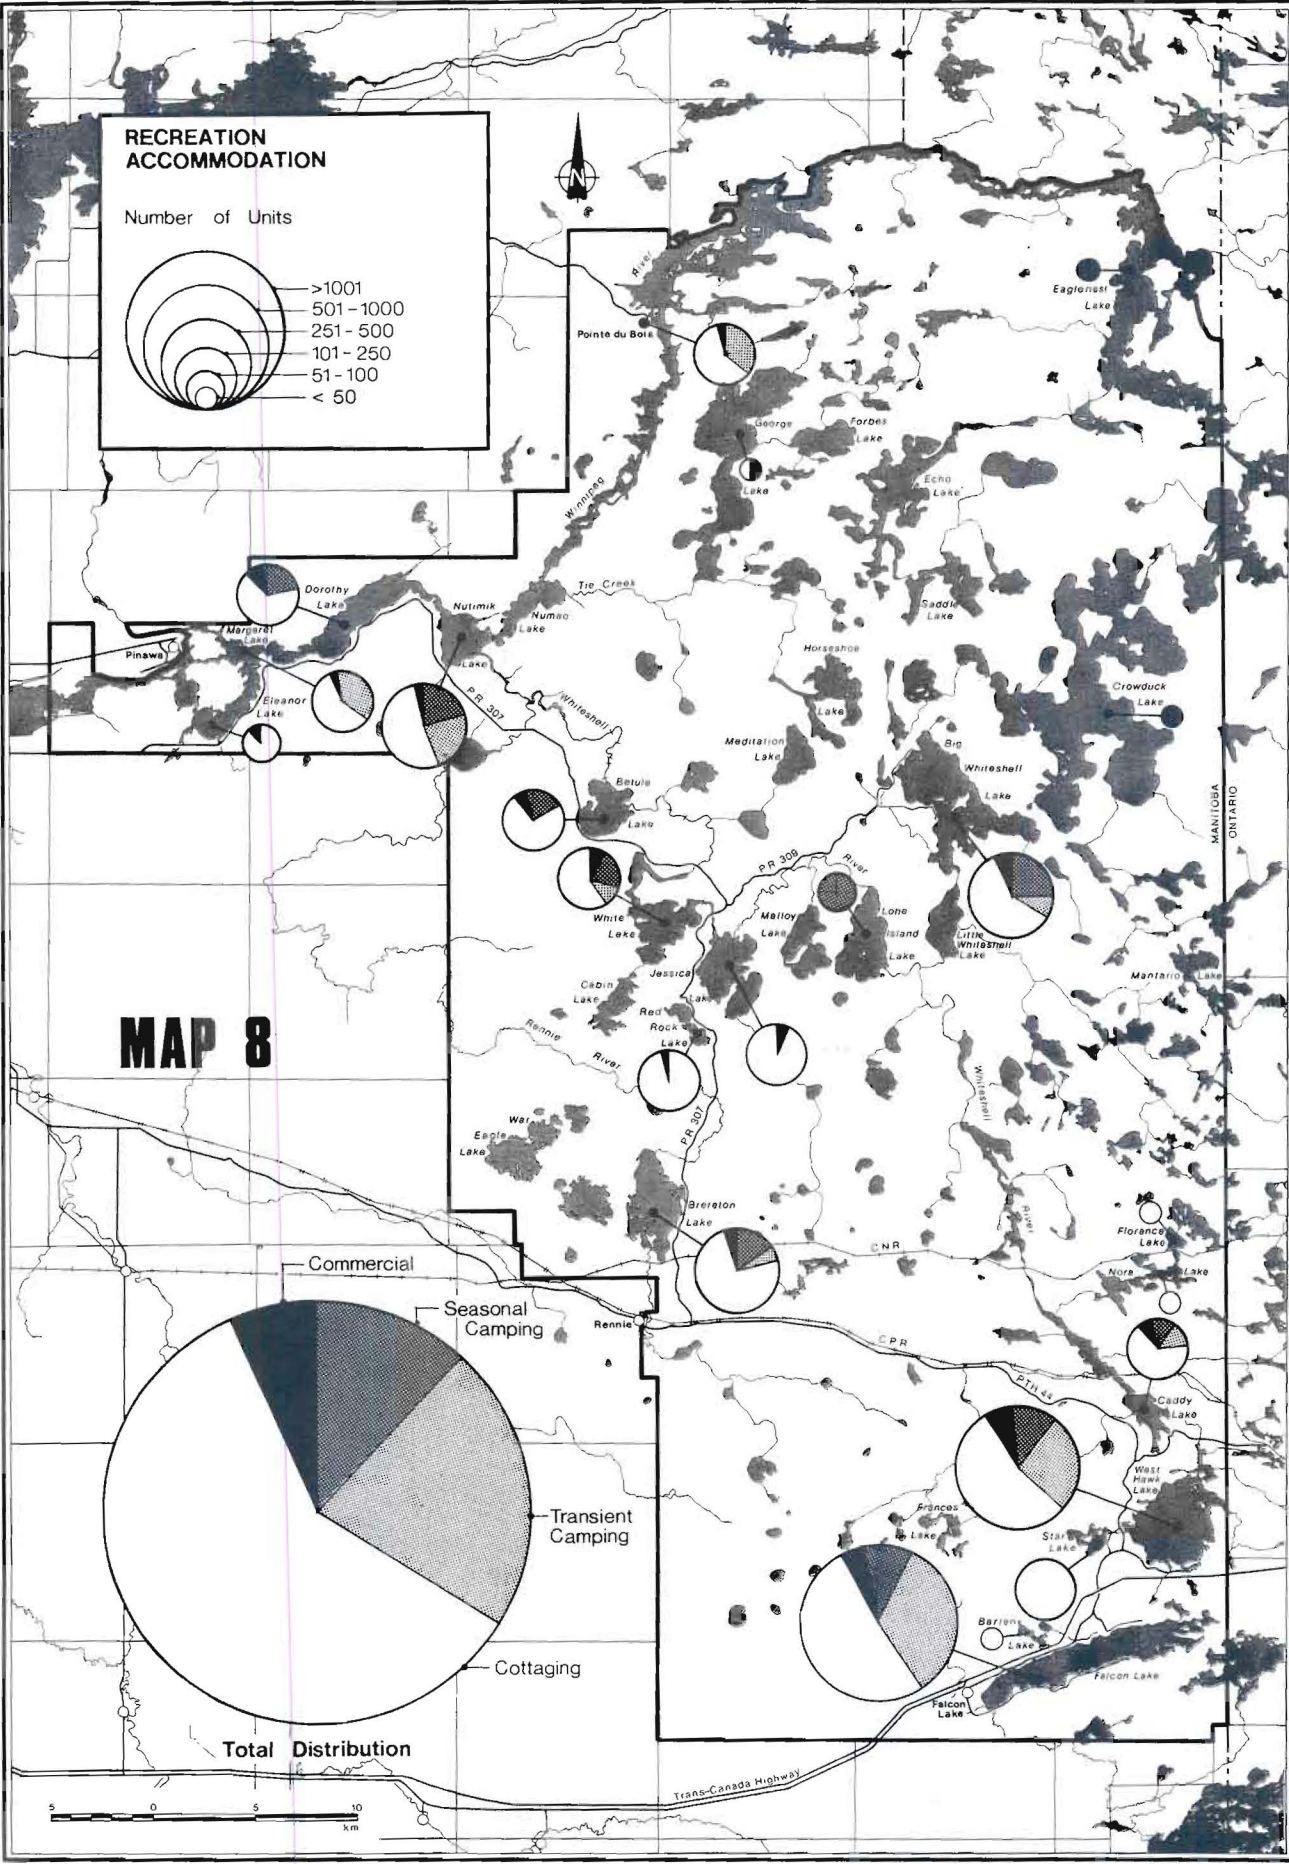 RECREATION
ACCOMMODATION
Number of Units
>1001
501-1000
251-500
101-250
51-100
< 50
N
River
Pointe du Bois
Eaglenest
Lake
George
Lake
Forbes
Lake
Echo
Lake
Winnipeg
Tie Creek
Saddle
Lake
Dorothy
Lake
Nutimik
Lake
Numao
Lake
Margaret
Lake
Pinawa
Eleanor
Lake
PR 307
Whiteshell
Horseshoe
Lake
Crowduck
Lake
Meditation
Lake
Big
Whiteshell
Lake
Betula
Lake
MANITOBA
ONTARIO
PR 309
River
White
Lake
Malloy
Lake
Lone
Island
Lake
Little
Whiteshell
Lake
Jessica
Lake
Mantario Lake
Cabin
Lake
Red
Rock
Lake
MAP 8
Rennie
River
Whiteshell
River
War
Eagle
Lake
PR 307
Brereton
Lake
Florence
Lake
CNR
Nora Lake
Commercial
Seasonal
Camping
Rennie
CPR
PTH 44
Caddy
Lake
West
Hawk
Lake
Frances
Lake
Star
Lake
Transient
Camping
Barren
Lake
Falcon Lake
Cottaging
Falcon
Lake
Total Distribution
Trans-Canada Highway
5 0 5 10
km